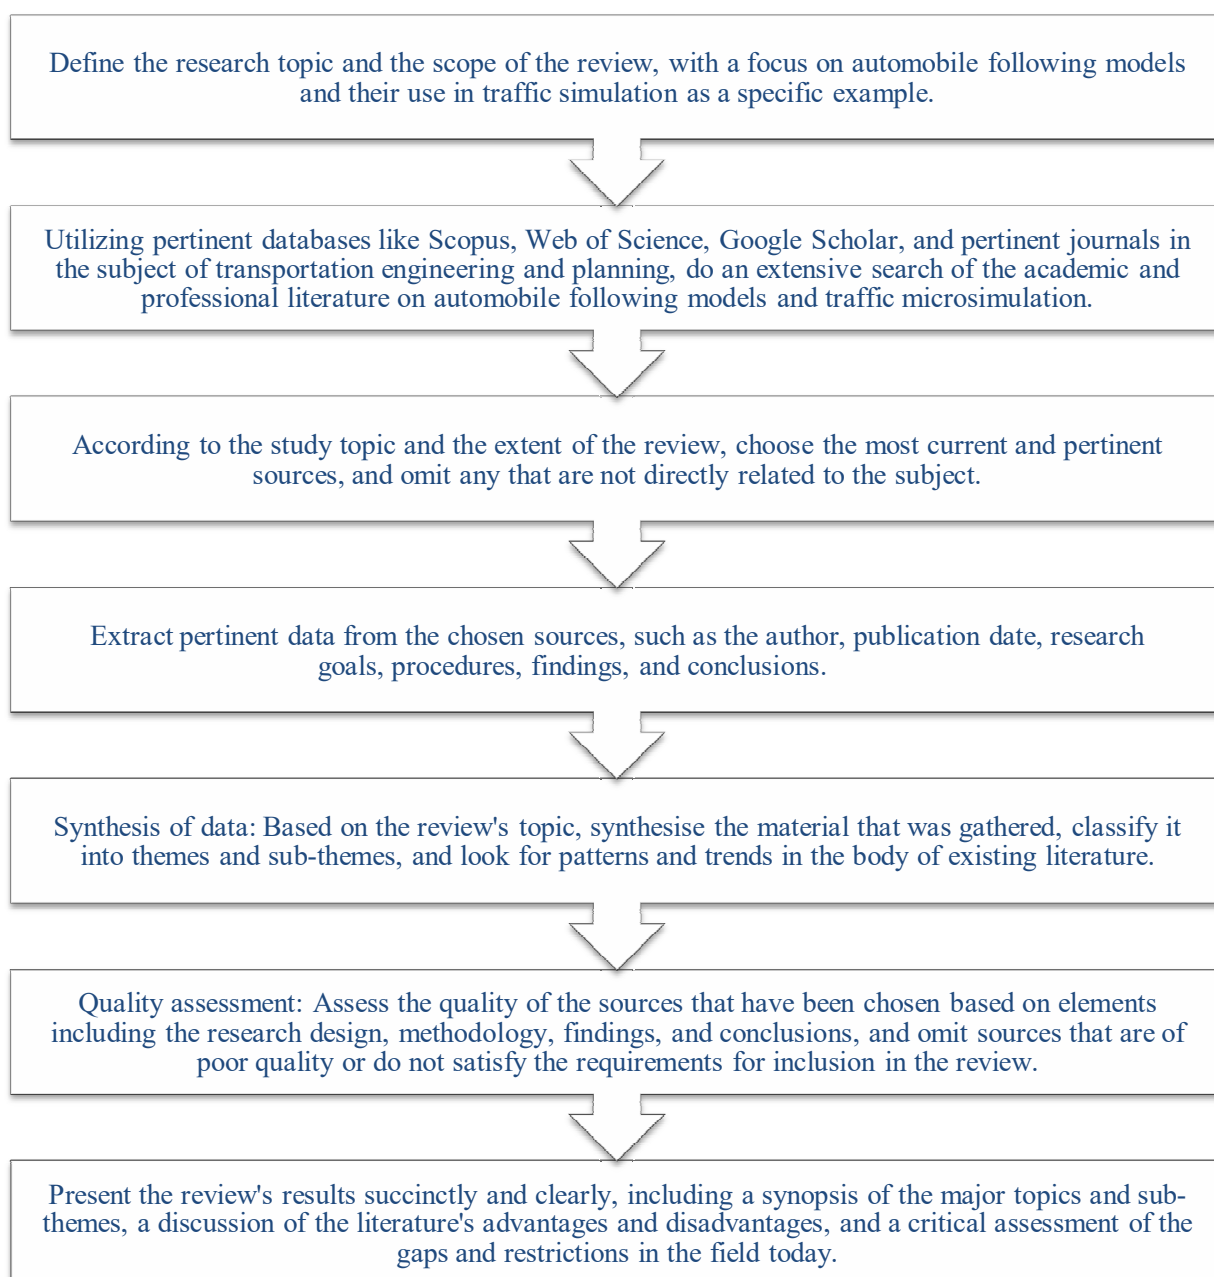 Define the research topic and the scope of the review, with a focus on automobile following models
and their use in traffic simulation as a specific example.
Utilizing pertinent databases like Scopus, Web of Science, Google Scholar, and pertinent journals in
the subject of transportation engineering and planning, do an extensive search of the academic and
professional literature on automobile following models and traffic microsimulation.
According to the study topic and the extent of the review, choose the most current and pertinent
sources, and omit any that are not directly related to the subject.
Extract pertinent data from the chosen sources, such as the author, publication date, research
goals, procedures, findings, and conclusions.
Synthesis of data: Based on the review's topic, synthesise the material that was gathered, classify it
into themes and sub-themes, and look for patterns and trends in the body of existing literature.
Quality assessment: Assess the quality of the sources that have been chosen based on elements
including the research design, methodology, findings, and conclusions, and omit sources that are of
poor quality or do not satisfy the requirements for inclusion in the review.
Present the review's results succinctly and clearly, including a synopsis of the major topics and sub-
themes, a discussion of the literature's advantages and disadvantages, and a critical assessment of the
gaps and restrictions in the field today.